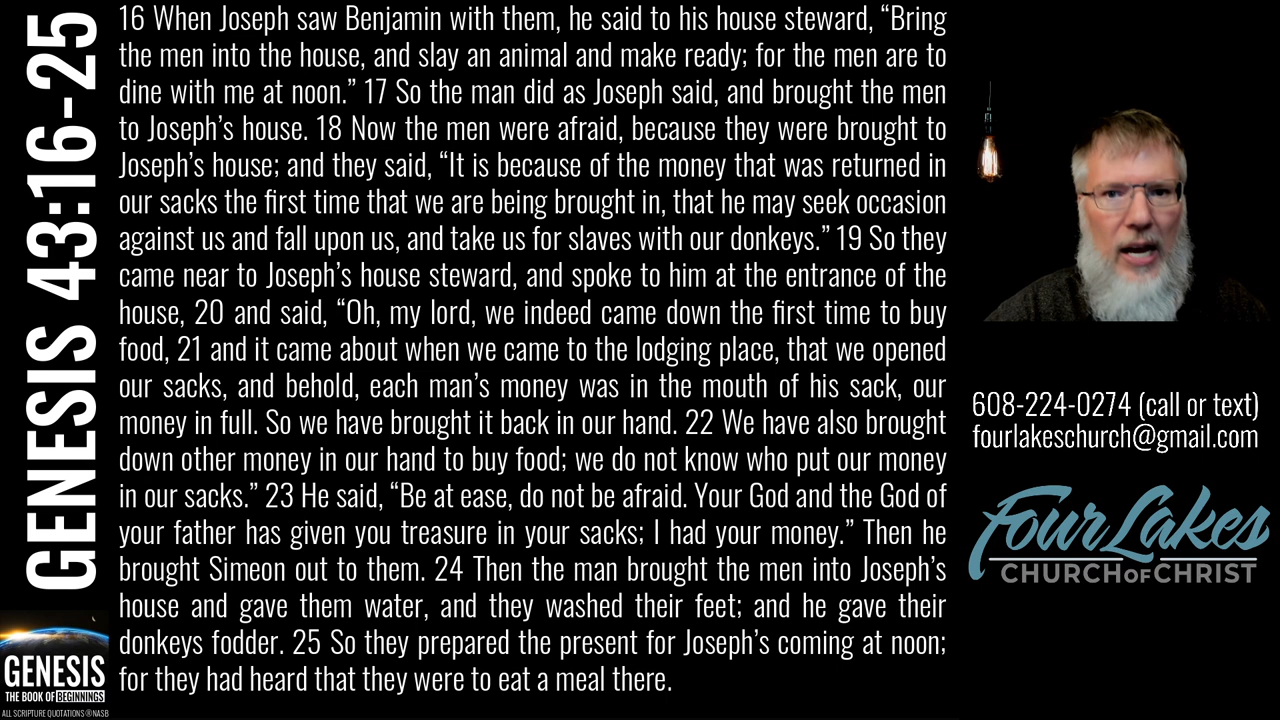 GENESIS 43:16-25
16 When Joseph saw Benjamin with them, he said to his house steward, “Bring
the men into the house, and slay an animal and make ready; for the men are to
dine with me at noon.” 17 So the man did as Joseph said, and brought the men
to Joseph’s house. 18 Now the men were afraid, because they were brought to
Joseph’s house; and they said, “It is because of the money that was returned in
our sacks the first time that we are being brought in, that he may seek occasion
against us and fall upon us, and take us for slaves with our donkeys.” 19 So they
came near to Joseph’s house steward, and spoke to him at the entrance of the
house, 20 and said, “Oh, my lord, we indeed came down the first time to buy
food, 21 and it came about when we came to the lodging place, that we opened
our sacks, and behold, each man’s money was in the mouth of his sack, our
money in full. So we have brought it back in our hand. 22 We have also brought
down other money in our hand to buy food; we do not know who put our money
in our sacks.” 23 He said, “Be at ease, do not be afraid. Your God and the God of
your father has given you treasure in your sacks; I had your money.” Then he
brought Simeon out to them. 24 Then the man brought the men into Joseph’s
house and gave them water, and they washed their feet; and he gave their
donkeys fodder. 25 So they prepared the present for Joseph’s coming at noon;
for they had heard that they were to eat a meal there.
GENESIS
THE BOOK OF BEGINNINGS
ALL SCRIPTURE QUOTATIONS ® NASB
608-224-0274 (call or text)
fourlakeschurch@gmail.com
Four Lakes
CHURCH OF CHRIST